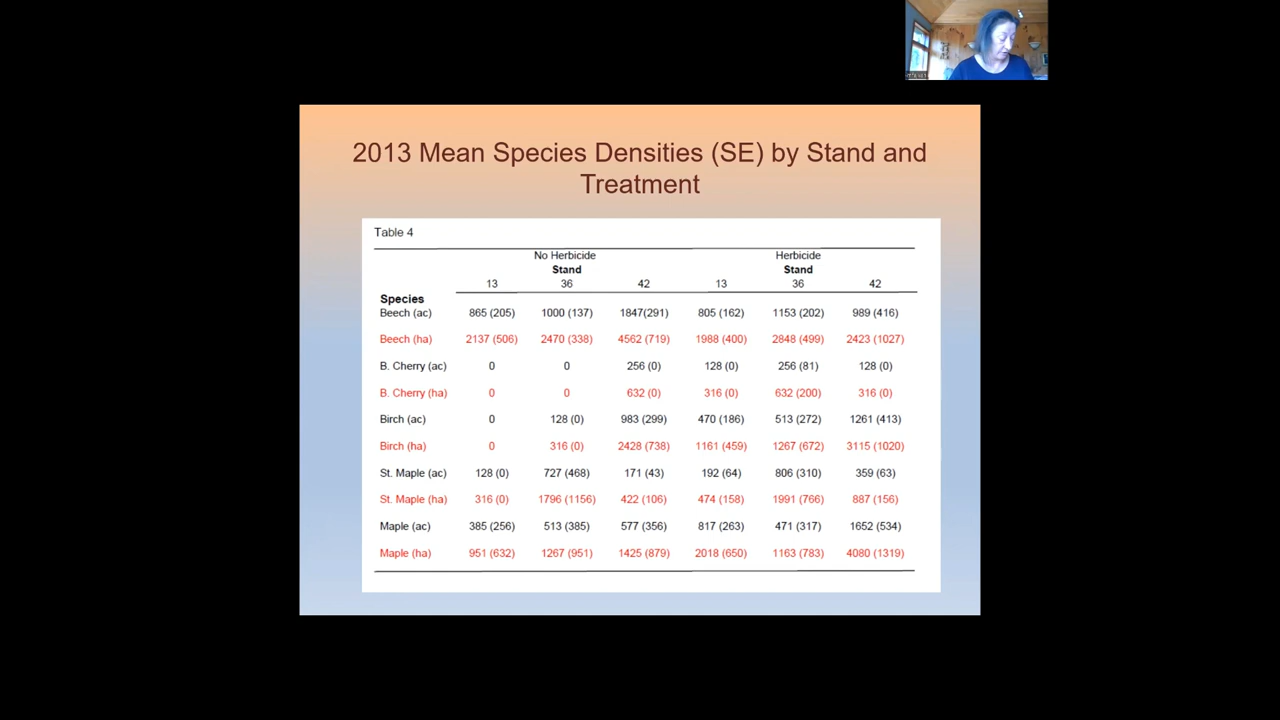 2013 Mean Species Densities (SE) by Stand and
Treatment
Table 4
No Herbicide Herbicide
Stand Stand
13 36 42 13 36 42
Species
Beech (ac) 865 (205) 1000 (137) 1847(291) 805 (162) 1153 (202) 989 (416)
Beech (ha) 2137 (506) 2470 (338) 4562 (719) 1988 (400) 2848 (499) 2423 (1027)
B. Cherry (ac) 0 0 256 (0) 128 (0) 256 (81) 128 (0)
B. Cherry (ha) 0 0 632 (0) 316 (0) 632 (200) 316 (0)
Birch (ac) 0 128 (0) 983 (299) 470 (186) 513 (272) 1261 (413)
Birch (ha) 0 316 (0) 2428 (738) 1161 (459) 1267 (672) 3115 (1020)
St. Maple (ac) 128 (0) 727 (468) 171 (43) 192 (64) 806 (310) 359 (63)
St. Maple (ha) 316 (0) 1796 (1156) 422 (106) 474 (158) 1991 (766) 887 (156)
Maple (ac) 385 (256) 513 (385) 577 (356) 817 (263) 471 (317) 1652 (534)
Maple (ha) 951 (632) 1267 (951) 1425 (879) 2018 (650) 1163 (783) 4080 (1319)